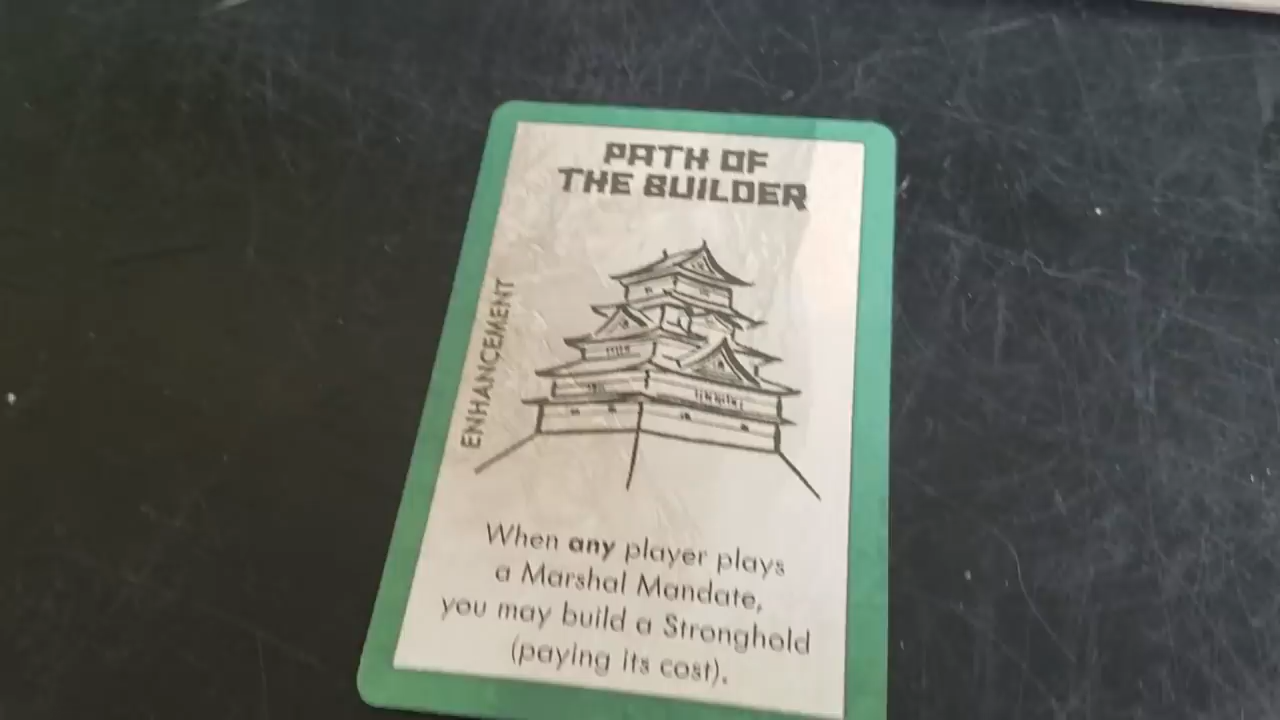 PATH OF
THE BUILDER
ENHANCEMENT
When any player plays
a Marshal Mandate,
you may build a Stronghold
(paying its cost).